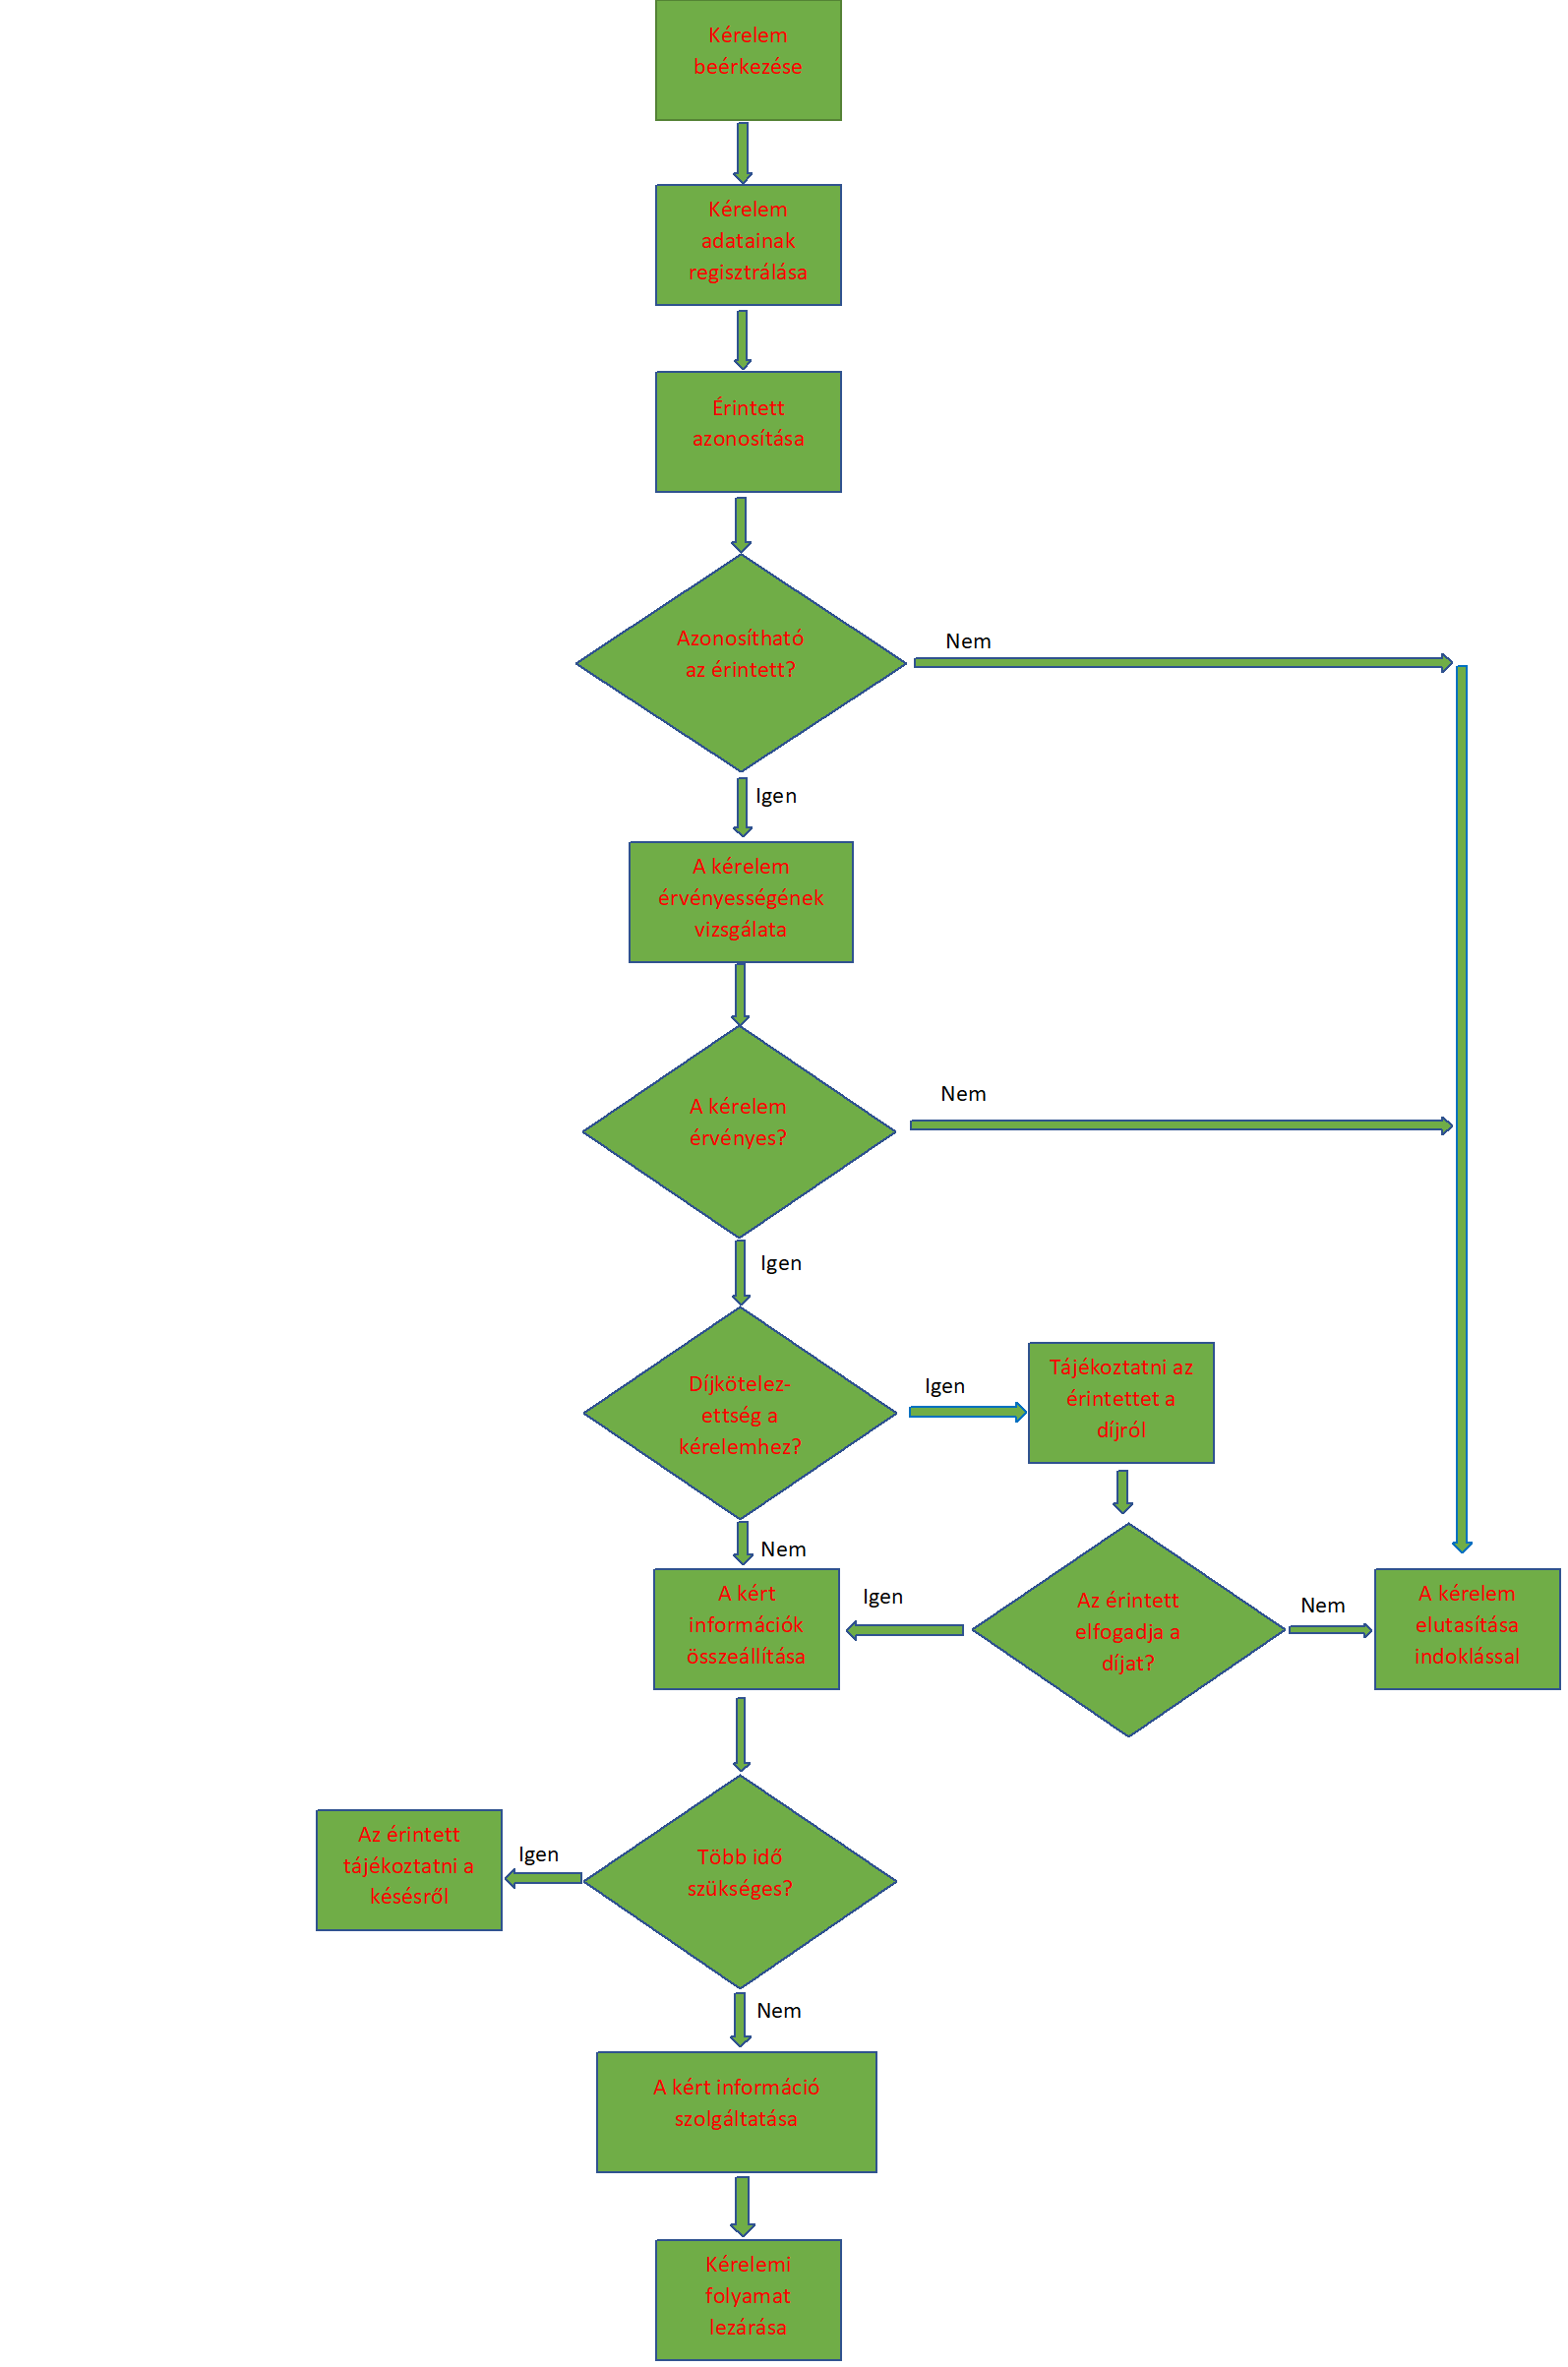 Kérelem
beérkezése
Kérelem
adatainak
regisztrálása
Érintett
azonosítása
Azonosítható
az érintett?
Nem
Igen
A kérelem
érvényességének
vizsgálata
A kérelem
érvényes?
Nem
Igen
Díjkötelez-
ettség a
kérelemhez?
Igen
Tájékoztatni az
érintettet a
díjról
Nem
A kért
információk
összeállítása
Igen
Az érintett
elfogadja a
díjat?
Nem
A kérelem
elutasítása
indoklással
Több idő
szükséges?
Igen
Az érintett
tájékoztatni a
késésről
Nem
A kért információ
szolgáltatása
Kérelemi
folyamat
lezárása